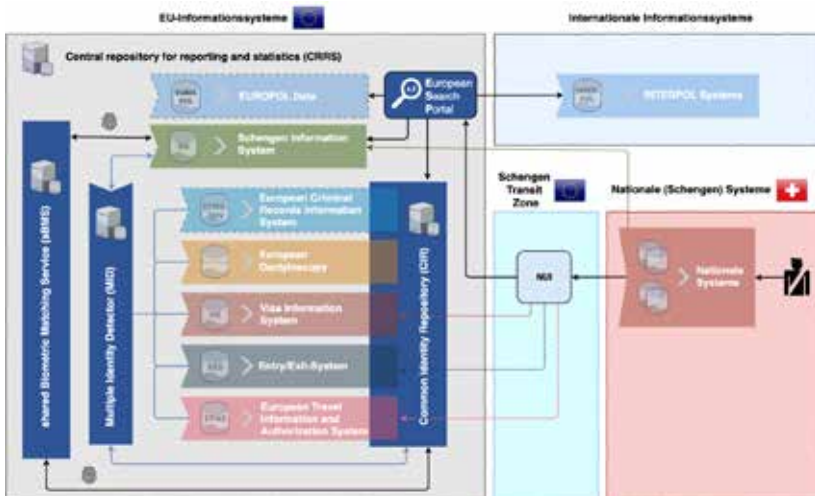 EU-Informationssysteme
Internationale Informationssysteme
Central repository for reporting and statistics (CRRS)
EUROPOL Data
European
Search
Portal
INTERPOL Systems
Schengen Information
System
Schengen
Transit
Zone
Nationale (Schengen) Systeme
European Criminal
Records Information
System
European
Dactyloscopy
NUI
Nationale
Systeme
Visa Information
System
Entry/Exit-System
European Travel
Information and
Authorization System
shared Biometric Matching Service (sBMS)
Multiple Identity Detector (MID)
Common Identity Repository (CIR)